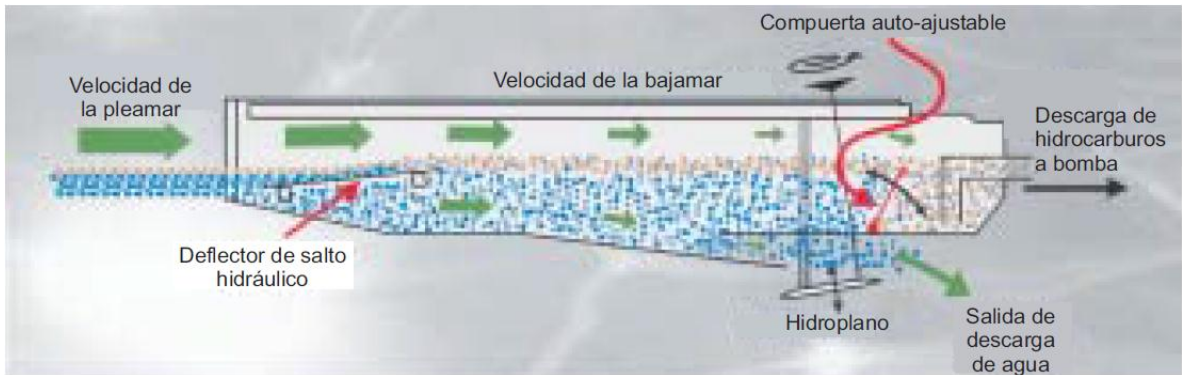 Compuerta auto-ajustable
Velocidad de
la pleamar
Velocidad de la bajamar
Descarga de
hidrocarburos
a bomba
Deflector de salto
hidráulico
Hidroplano
Salida de
descarga
de agua